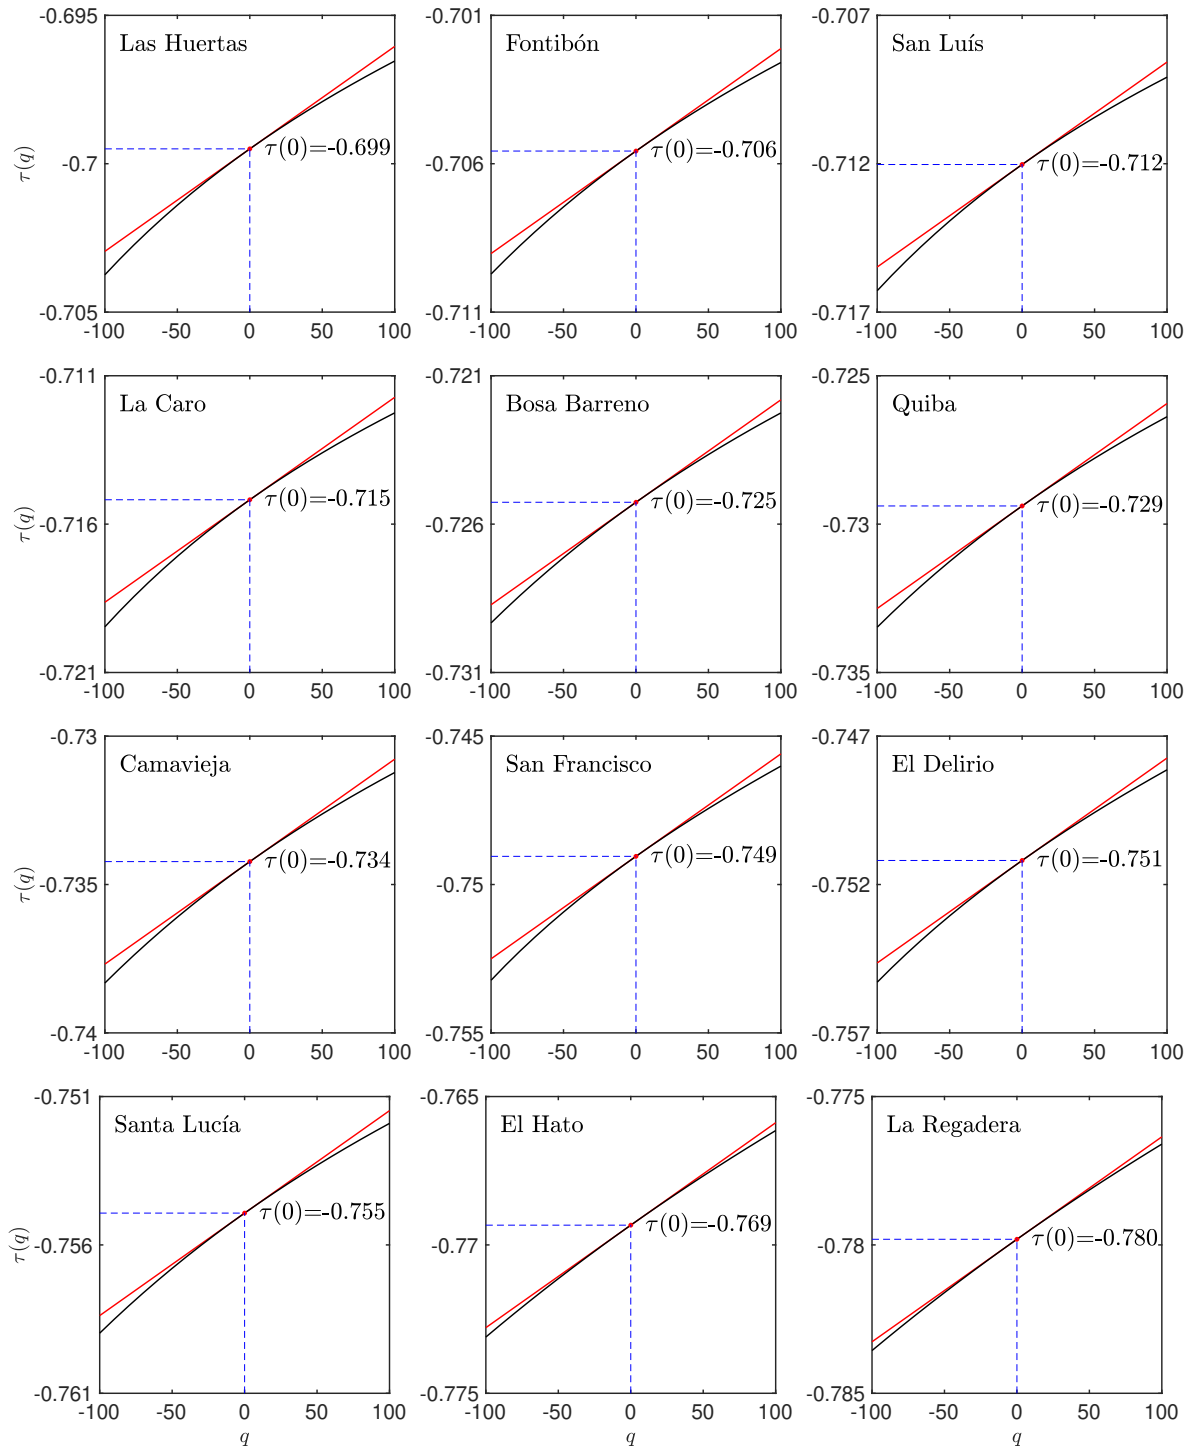 -0.695
Las Huertas
τ(q)
-0.7
τ(0)=-0.699
-0.705
-100 -50 0 50 100
-0.701
Fontibón
-0.706
τ(0)=-0.706
-0.711
-100 -50 0 50 100
-0.707
San Luís
-0.712
τ(0)=-0.712
-0.717
-100 -50 0 50 100
-0.711
La Caro
τ(q)
-0.716
τ(0)=-0.715
-0.721
-100 -50 0 50 100
-0.721
Bosa Barreno
-0.726
τ(0)=-0.725
-0.731
-100 -50 0 50 100
-0.725
Quiba
-0.73
τ(0)=-0.729
-0.735
-100 -50 0 50 100
-0.73
Camavieja
τ(q)
-0.735
τ(0)=-0.734
-0.74
-100 -50 0 50 100
-0.745
San Francisco
-0.75
τ(0)=-0.749
-0.755
-100 -50 0 50 100
-0.747
El Delirio
-0.752
τ(0)=-0.751
-0.757
-100 -50 0 50 100
-0.751
Santa Lucía
τ(q)
-0.756
τ(0)=-0.755
-0.761
-100 -50 0 50 100
q
-0.765
El Hato
-0.77
τ(0)=-0.769
-0.775
-100 -50 0 50 100
q
-0.775
La Regadera
-0.78
τ(0)=-0.780
-0.785
-100 -50 0 50 100
q